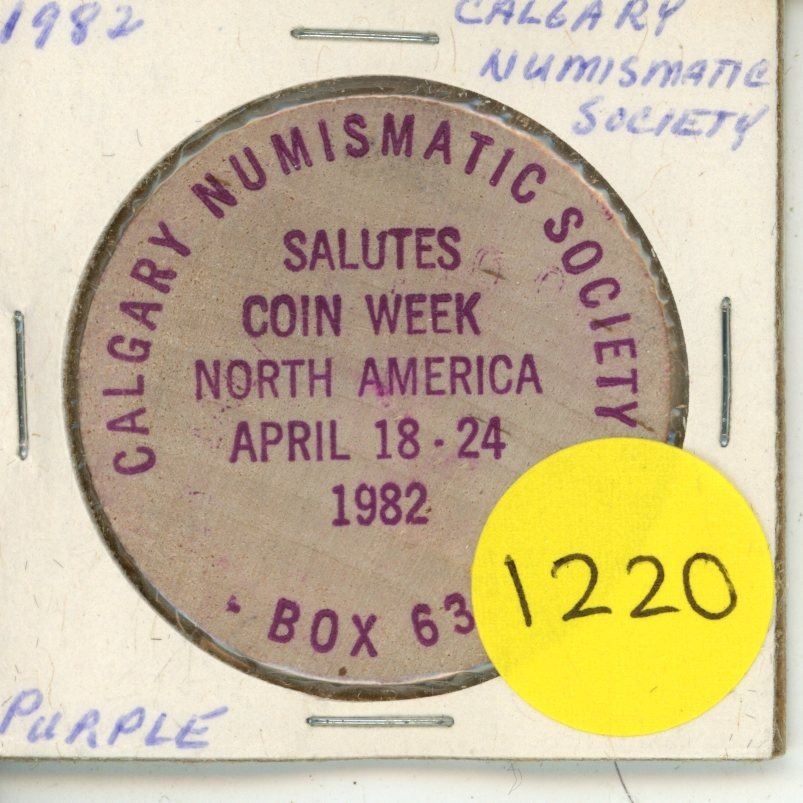 1982
CALGARY
NUMISMATIC
SOCIETY
CALGARY NUMISMATIC SOCIETY
SALUTES
COIN WEEK
NORTH AMERICA
APRIL 18 - 24
1982
- BOX 63
1220
PURPLE